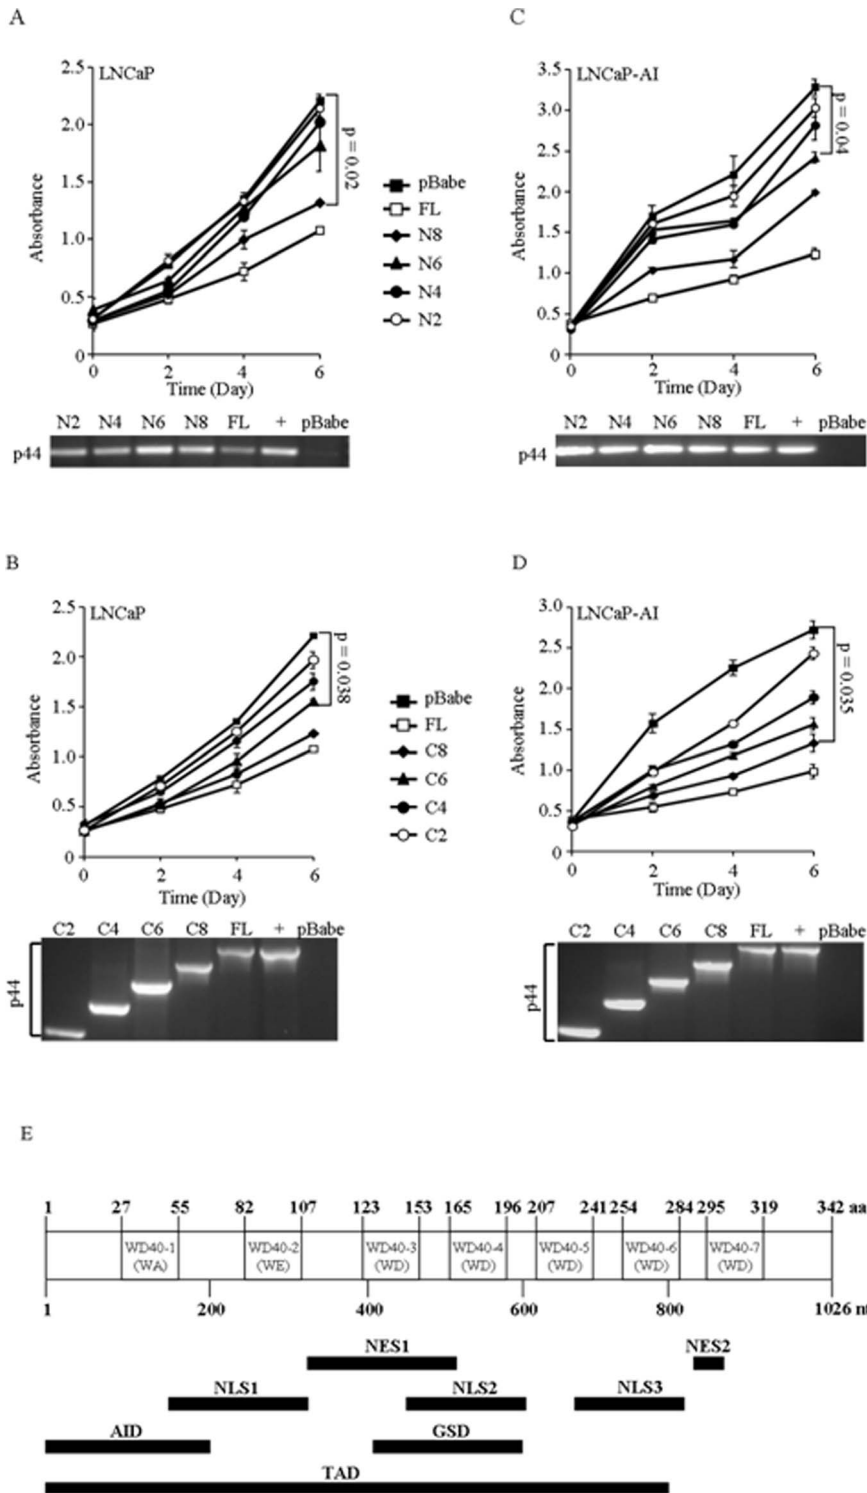 A
LNCaP
2.5
2.0
1.5
1.0
0.5
0
Absorbance
0 2 4 6
Time (Day)
p = 0.02
pBabe
FL
N8
N6
N4
N2
N2 N4 N6 N8 FL + pBabe
p44
C
LNCaP-AI
3.5
3.0
2.5
2.0
1.5
1.0
0.5
0
Absorbance
0 2 4 6
Time (Day)
p = 0.04
N2 N4 N6 N8 FL + pBabe
p44
B
LNCaP
2.5
2.0
1.5
1.0
0.5
0
Absorbance
0 2 4 6
Time (Day)
p = 0.038
pBabe
FL
C8
C6
C4
C2
C2 C4 C6 C8 FL + pBabe
p44
D
LNCaP-AI
3.0
2.5
2.0
1.5
1.0
0.5
0
Absorbance
0 2 4 6
Time (Day)
p = 0.035
C2 C4 C6 C8 FL + pBabe
p44
E
1 27 55 82 107 123 153 165 196 207 241 254 284 295 319 342 aa
WD40-1 WD40-2 WD40-3 WD40-4 WD40-5 WD40-6 WD40-7
(WA) (WE) (WD) (WD) (WD) (WD) (WD)
1 200 400 600 800 1026 nt
NES1 NES2
NLS1 NLS2 NLS3
AID GSD
TAD